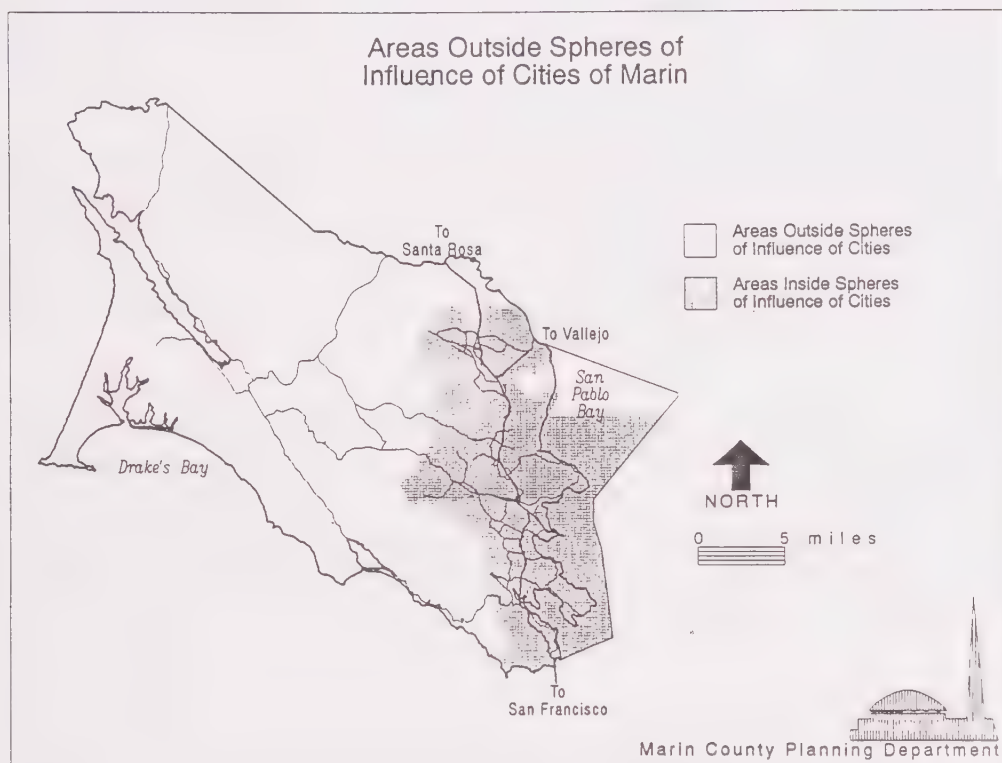 Areas Outside Spheres of
Influence of Cities of Marin
To
Santa Rosa
Areas Outside Spheres
of Influence of Cities
Areas Inside Spheres
of Influence of Cities
To Vallejo
San
Pablo
Bay
Drake's Bay
NORTH
0 5 miles
To
San Francisco
Marin County Planning Department